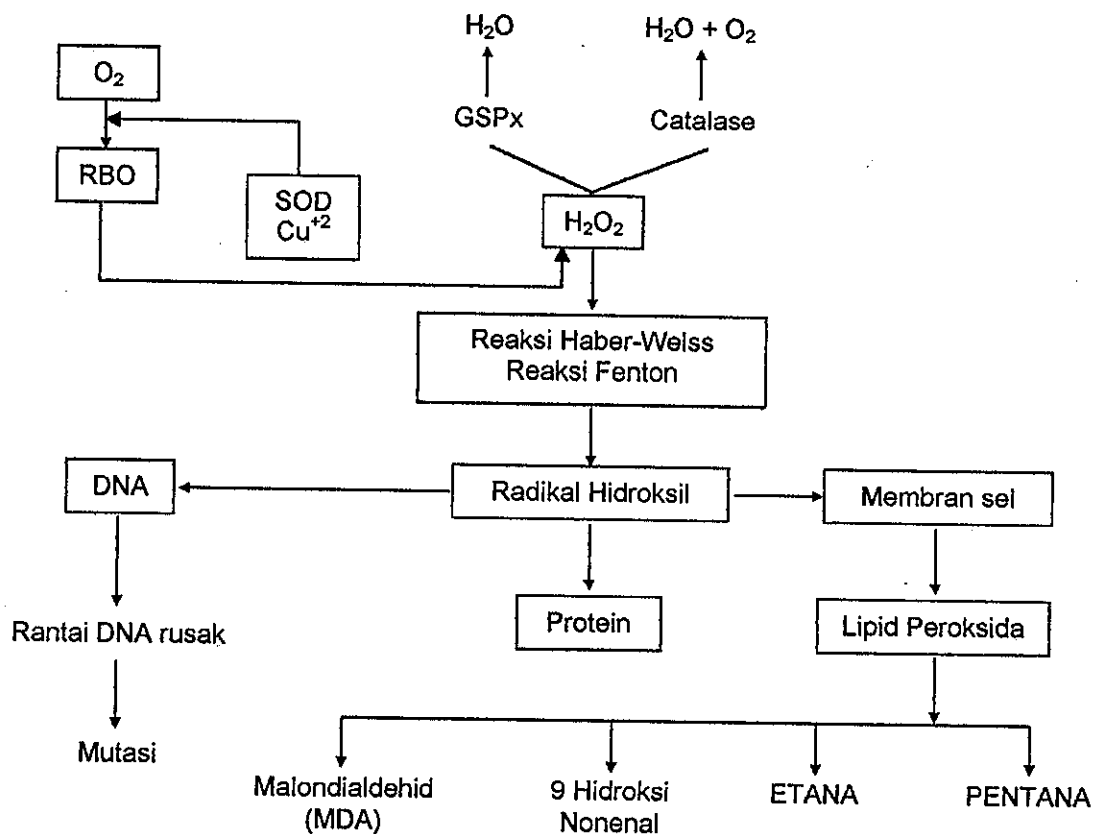 H₂O
H₂O + O₂
O₂
GSPx
Catalase
RBO
SOD
Cu⁺²
H₂O₂
Reaksi Haber-Weiss
Reaksi Fenton
DNA
Radikal Hidroksil
Membran sel
Rantai DNA rusak
Protein
Lipid Peroksida
Mutasi
Malondialdehid
(MDA)
9 Hidroksi
Nonenal
ETANA
PENTANA